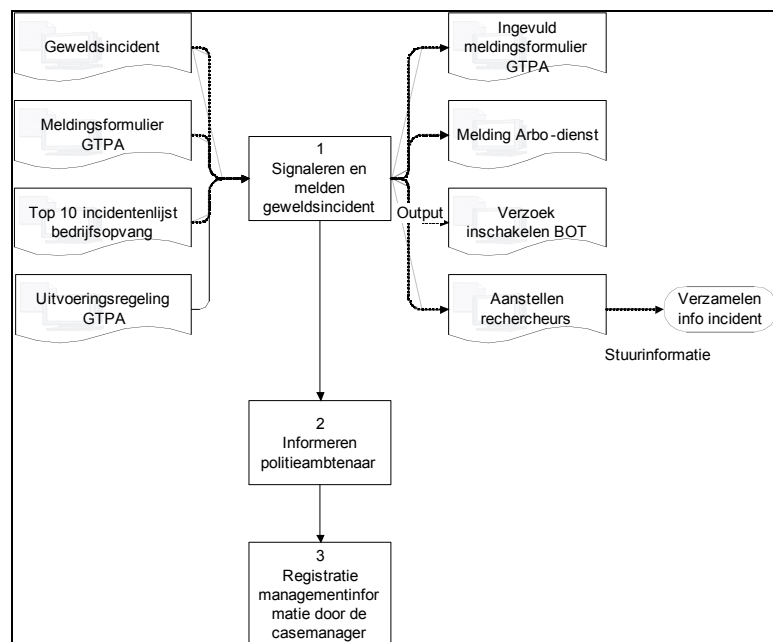 Geweldsincident
Meldingsformulier
GTPA
Top 10 incidentenlijst
bedrijfsopvang
Uitvoeringsregeling
GTPA
1
Signaleren en
melden
geweldsincident
Output
Ingevuld
meldingsformulier
GTPA
Melding Arbo-dienst
Verzoek
inschakelen BOT
Aanstellen
rechercheurs
Verzamelen
info incident
Stuurinformatie
2
Informeren
politieambtenaar
3
Registratie
managementinfor
matie door de
casemanager